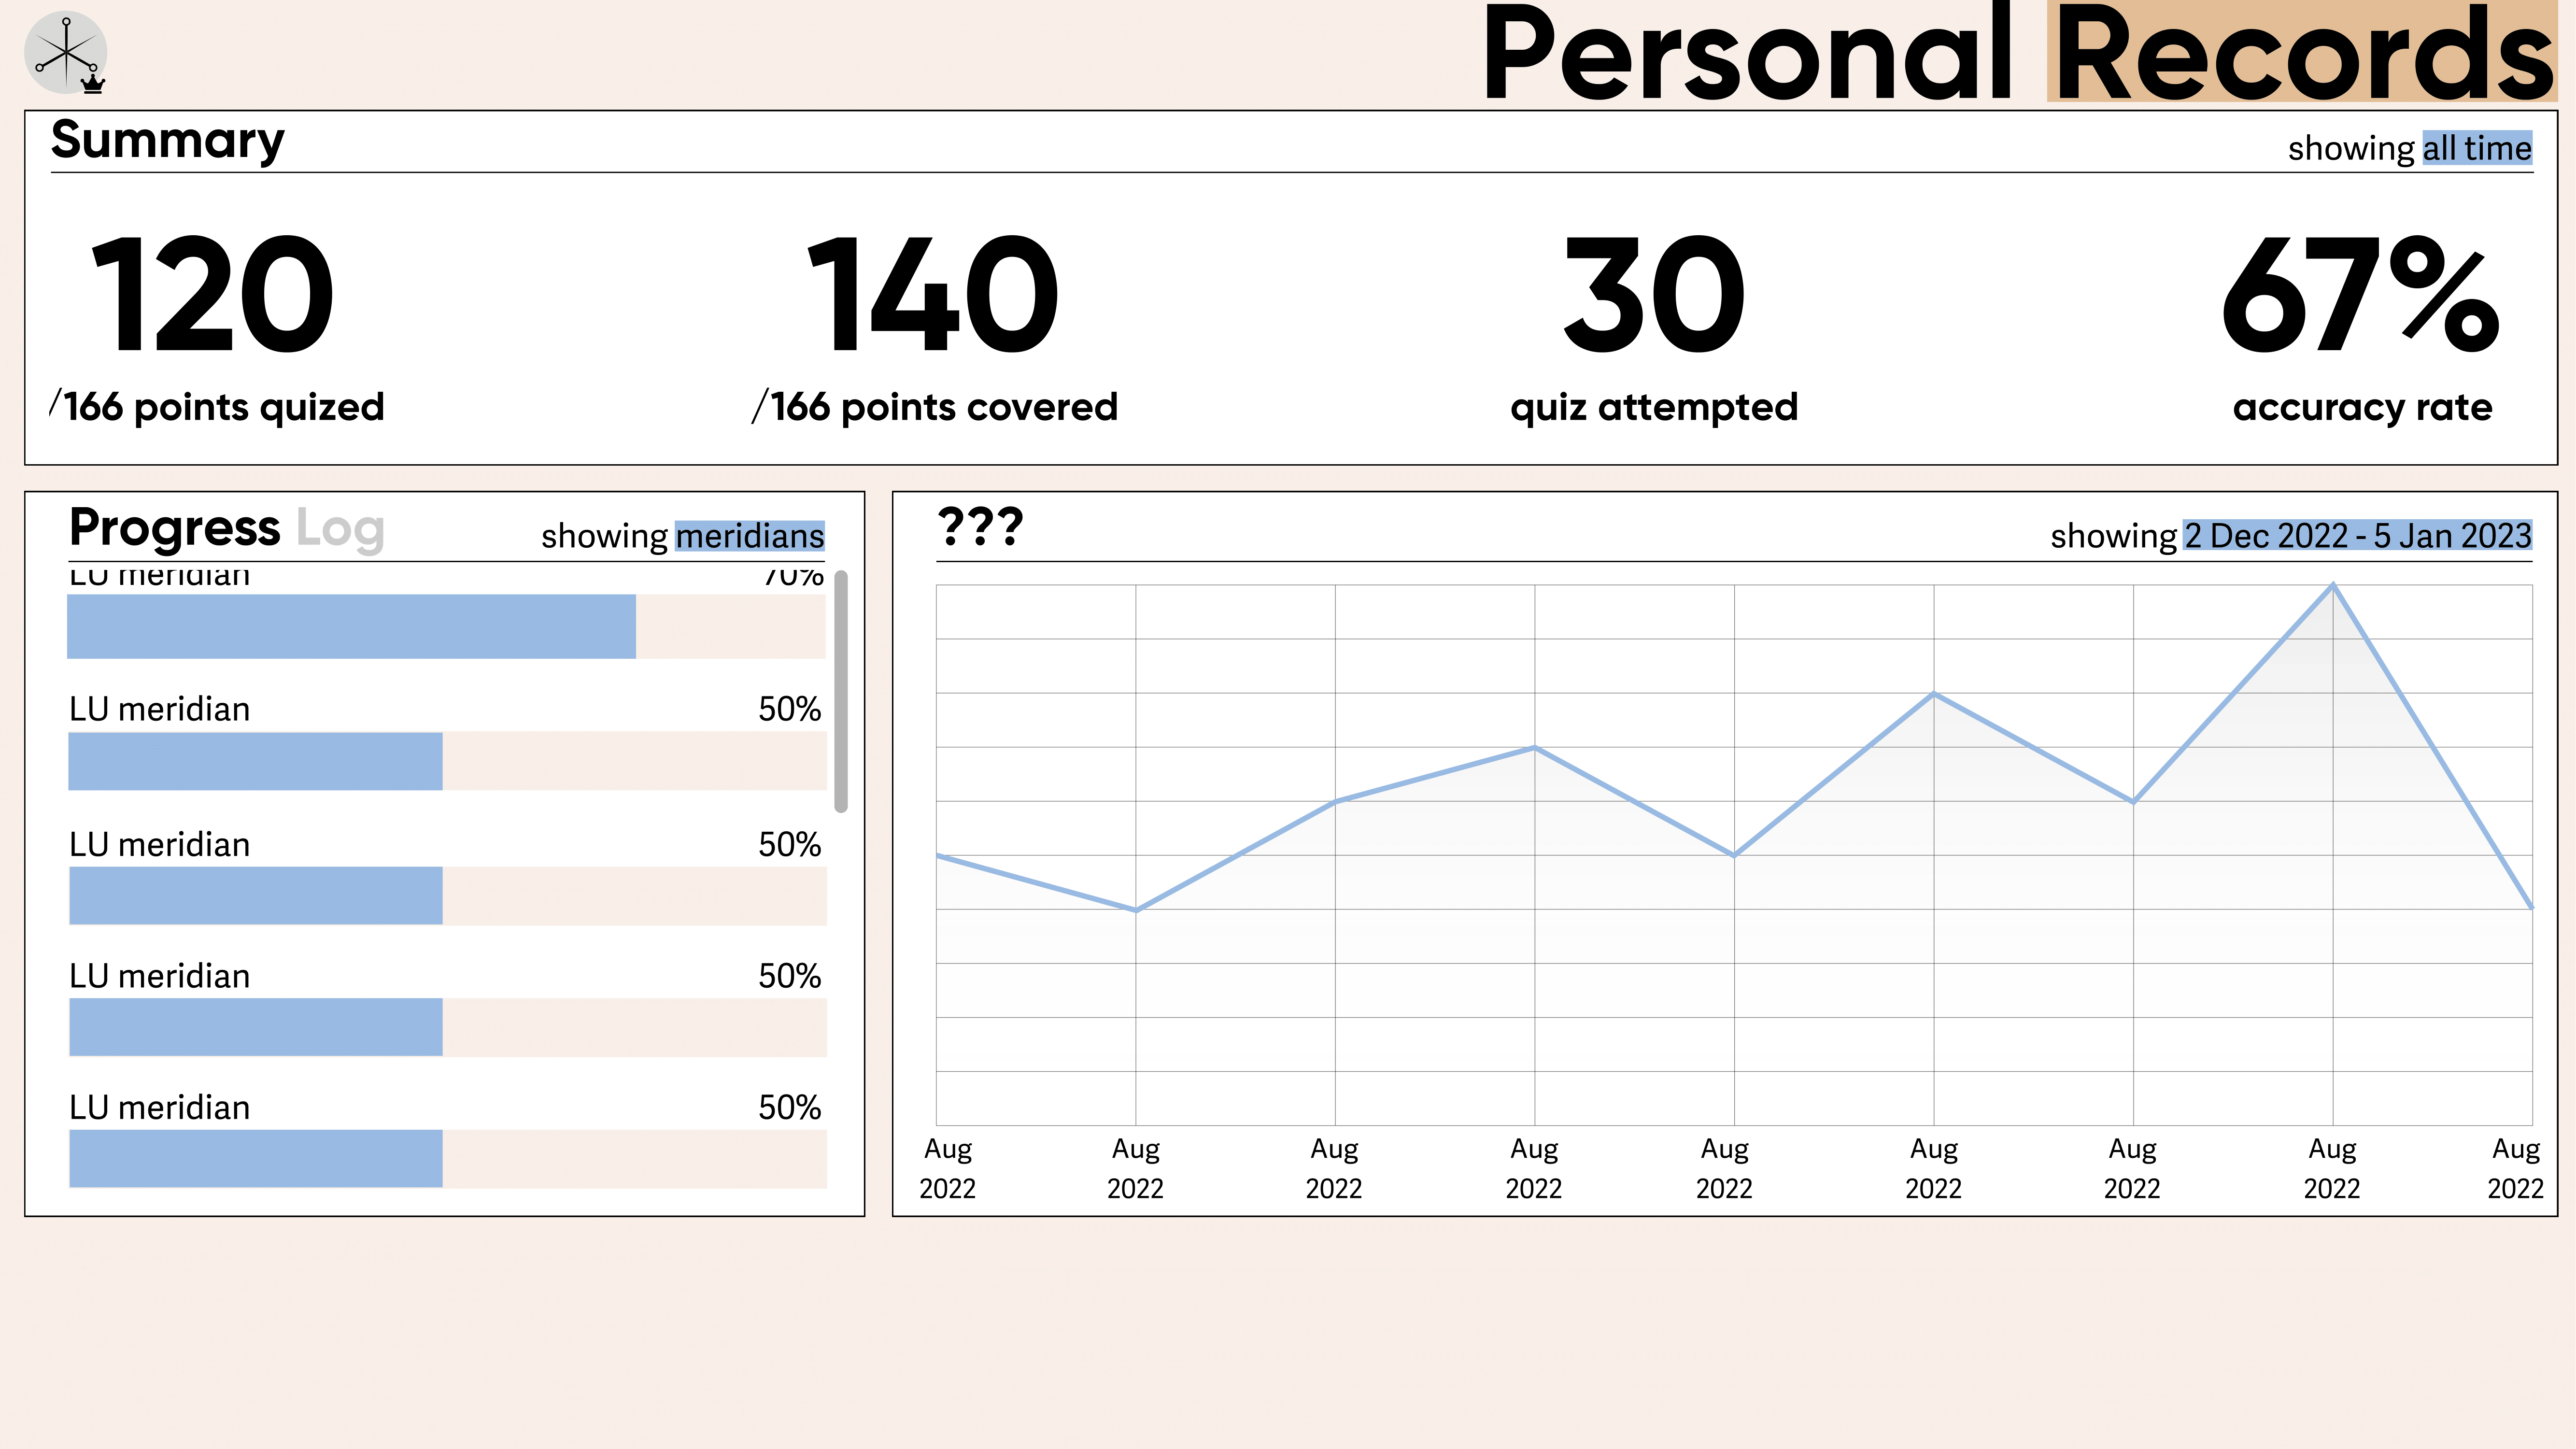 Personal Records
Summary
showing all time
120
140
30
67%
/166 points quized
/166 points covered
quiz attempted
accuracy rate
Progress Log
showing meridians
LU meridian 70%
LU meridian 50%
LU meridian 50%
LU meridian 50%
LU meridian 50%
???
showing 2 Dec 2022 - 5 Jan 2023
Aug Aug Aug Aug Aug Aug Aug Aug Aug
2022 2022 2022 2022 2022 2022 2022 2022 2022